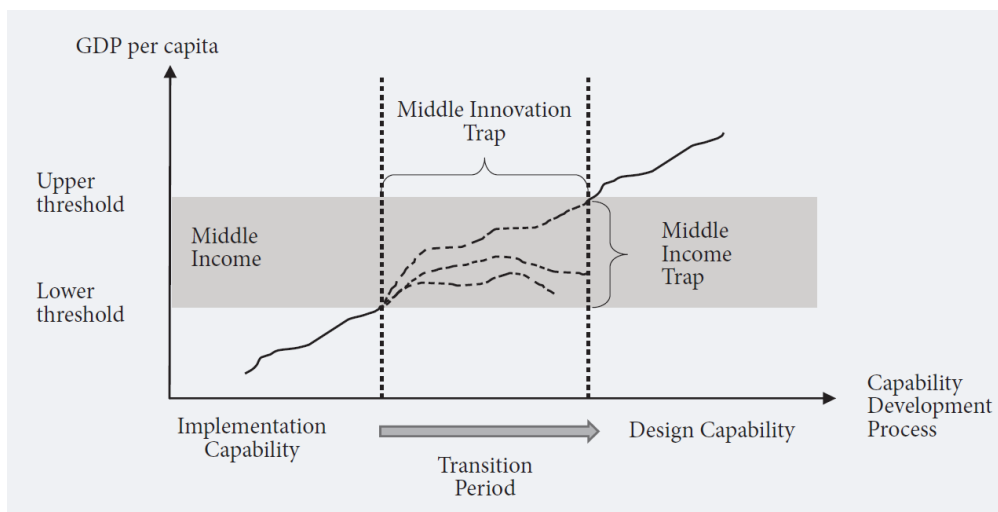 GDP per capita
Middle Innovation
Trap
Upper
threshold
Middle
Income
Middle
Income
Trap
Lower
threshold
Implementation
Capability
Design Capability
Capability
Development
Process
Transition
Period